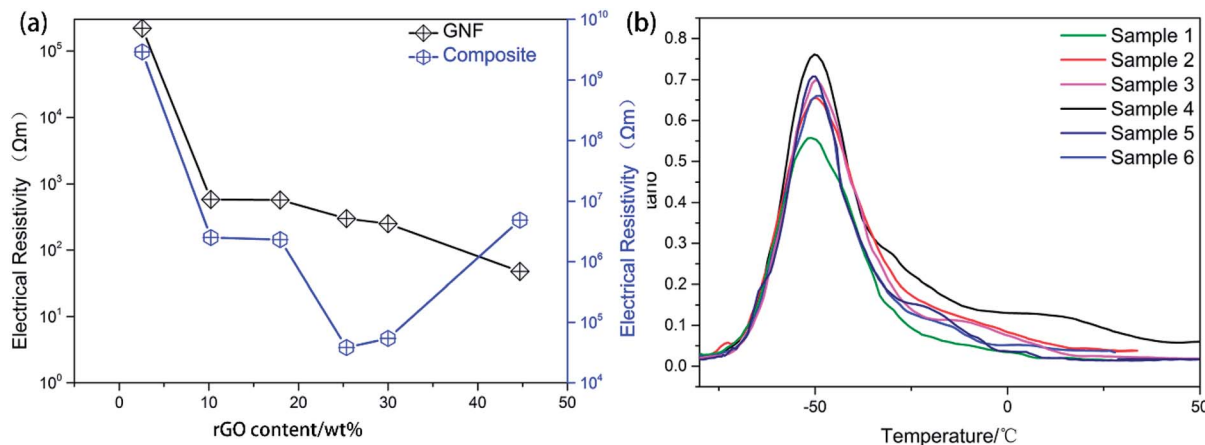 (a)
GNF
Composite
Electrical Resistivity （Ωm）
10⁵
10⁴
10³
10²
10¹
10⁰
0
10
20
30
40
50
rGO content/wt%
10¹⁰
10⁹
10⁸
10⁷
10⁶
10⁵
10⁴
Electrical Resistivity （Ωm）
(b)
Sample 1
Sample 2
Sample 3
Sample 4
Sample 5
Sample 6
0.8
0.7
0.6
0.5
0.4
0.3
0.2
0.1
0.0
-50
0
50
Temperature/℃